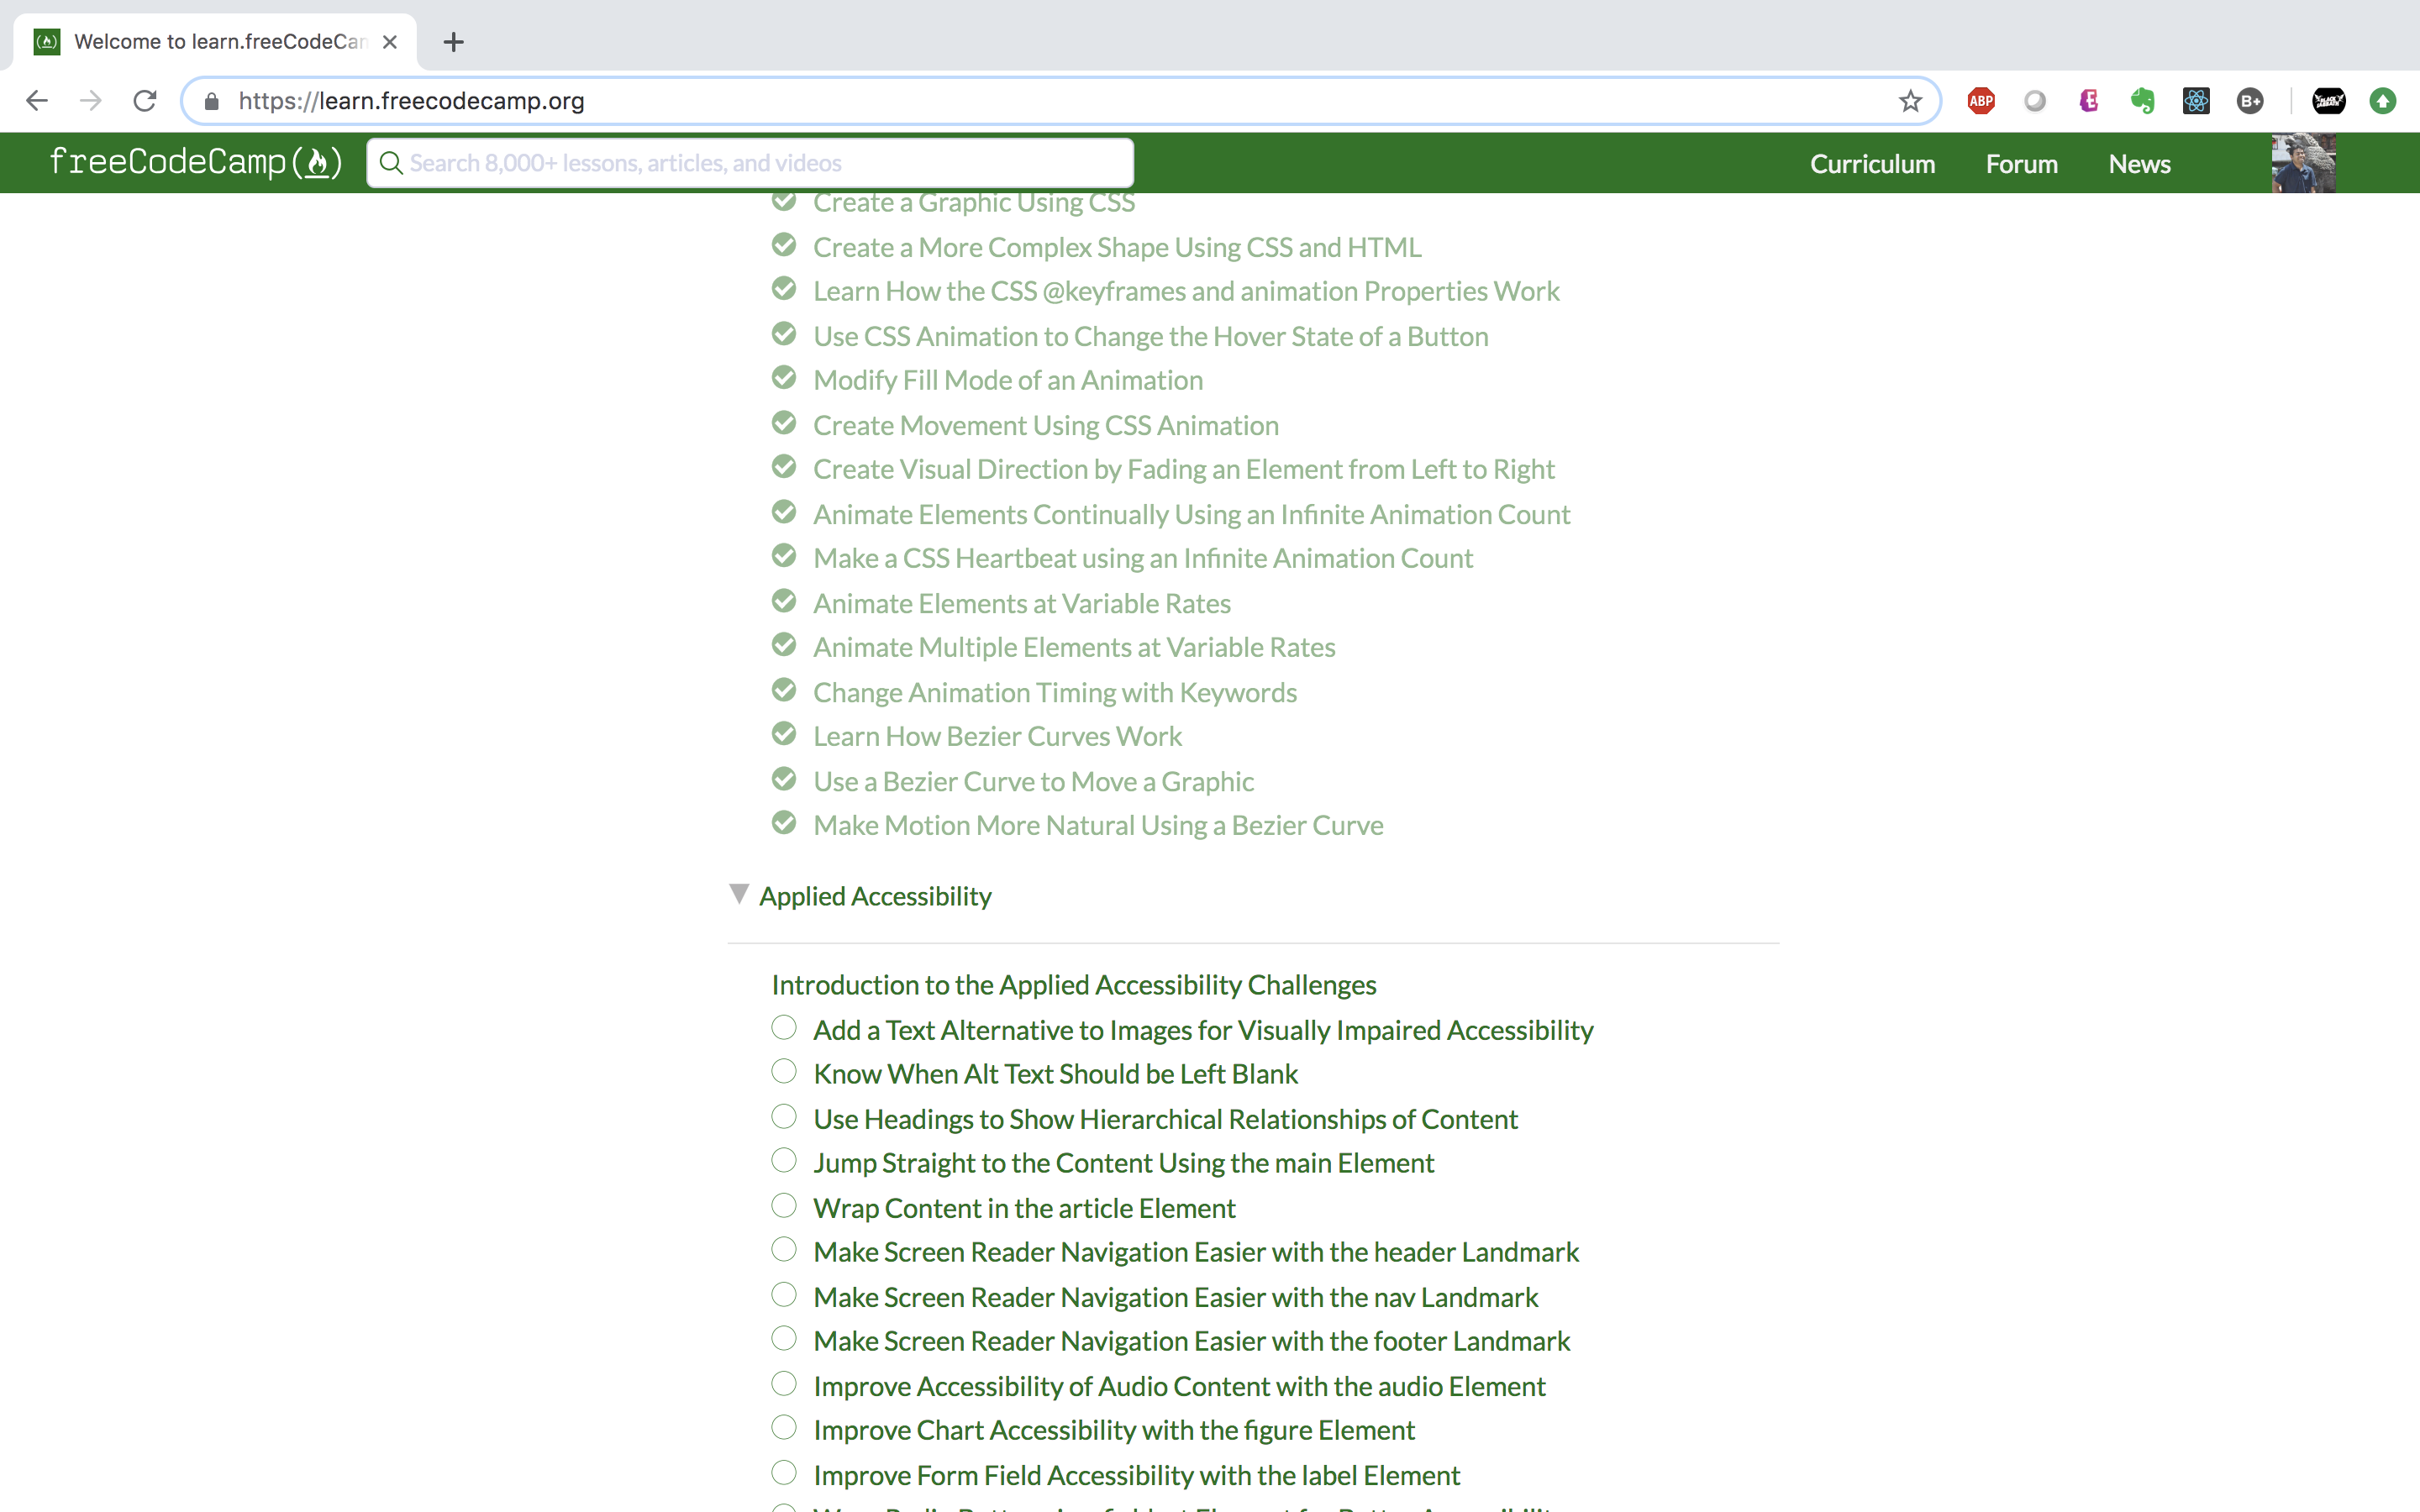 Welcome to learn.freeCodeCam
https://learn.freecodecamp.org
ABP
B+
freeCodeCamp
Search 8,000+ lessons, articles, and videos
Curriculum
Forum
News
Create a Graphic Using CSS
Create a More Complex Shape Using CSS and HTML
Learn How the CSS @keyframes and animation Properties Work
Use CSS Animation to Change the Hover State of a Button
Modify Fill Mode of an Animation
Create Movement Using CSS Animation
Create Visual Direction by Fading an Element from Left to Right
Animate Elements Continually Using an Infinite Animation Count
Make a CSS Heartbeat using an Infinite Animation Count
Animate Elements at Variable Rates
Animate Multiple Elements at Variable Rates
Change Animation Timing with Keywords
Learn How Bezier Curves Work
Use a Bezier Curve to Move a Graphic
Make Motion More Natural Using a Bezier Curve
Applied Accessibility
Introduction to the Applied Accessibility Challenges
Add a Text Alternative to Images for Visually Impaired Accessibility
Know When Alt Text Should be Left Blank
Use Headings to Show Hierarchical Relationships of Content
Jump Straight to the Content Using the main Element
Wrap Content in the article Element
Make Screen Reader Navigation Easier with the header Landmark
Make Screen Reader Navigation Easier with the nav Landmark
Make Screen Reader Navigation Easier with the footer Landmark
Improve Accessibility of Audio Content with the audio Element
Improve Chart Accessibility with the figure Element
Improve Form Field Accessibility with the label Element